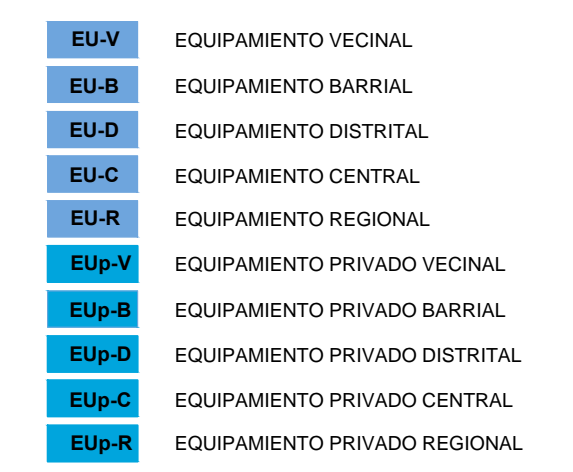 EU-V EQUIPAMIENTO VECINAL
EU-B EQUIPAMIENTO BARRIAL
EU-D EQUIPAMIENTO DISTRITAL
EU-C EQUIPAMIENTO CENTRAL
EU-R EQUIPAMIENTO REGIONAL
EUp-V EQUIPAMIENTO PRIVADO VECINAL
EUp-B EQUIPAMIENTO PRIVADO BARRIAL
EUp-D EQUIPAMIENTO PRIVADO DISTRITAL
EUp-C EQUIPAMIENTO PRIVADO CENTRAL
EUp-R EQUIPAMIENTO PRIVADO REGIONAL